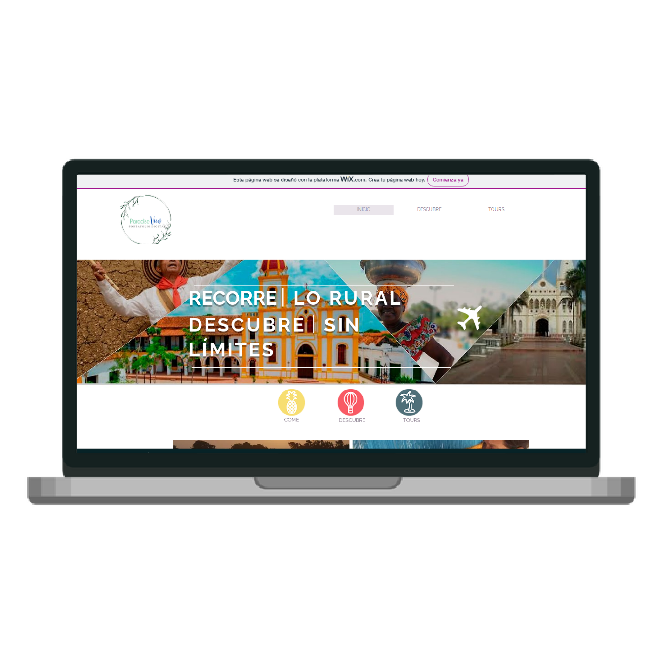 Esta página web se diseñó con la plataforma WiX.com. Crea tu página web hoy. Comienza ya
INICIO
DESCUBRE
TOURS
RECORRE| LO RURAL
DESCUBRE| SIN
LÍMITES
COME
DESCUBRE
TOURS